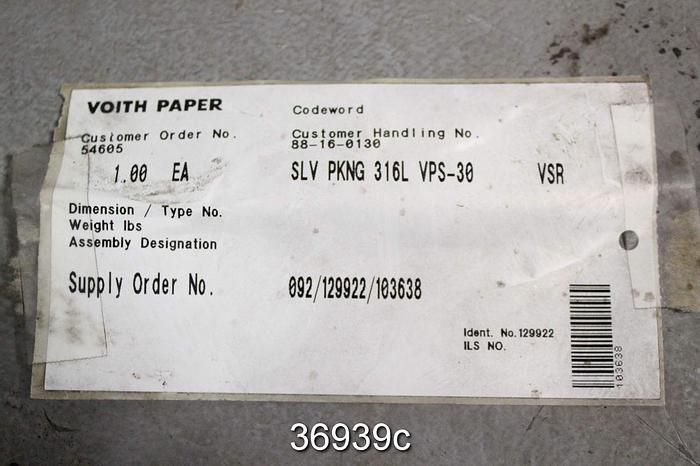 VOITH PAPER
Codeword
Customer Order No.
54605
Customer Handling No.
88-16-0130
1.00 EA SLV PKNG 316L VPS-30 VSR
Dimension / Type No.
Weight lbs
Assembly Designation
Supply Order No. 092/129922/103638
Ident. No.129922
ILS NO.
103638
36939c